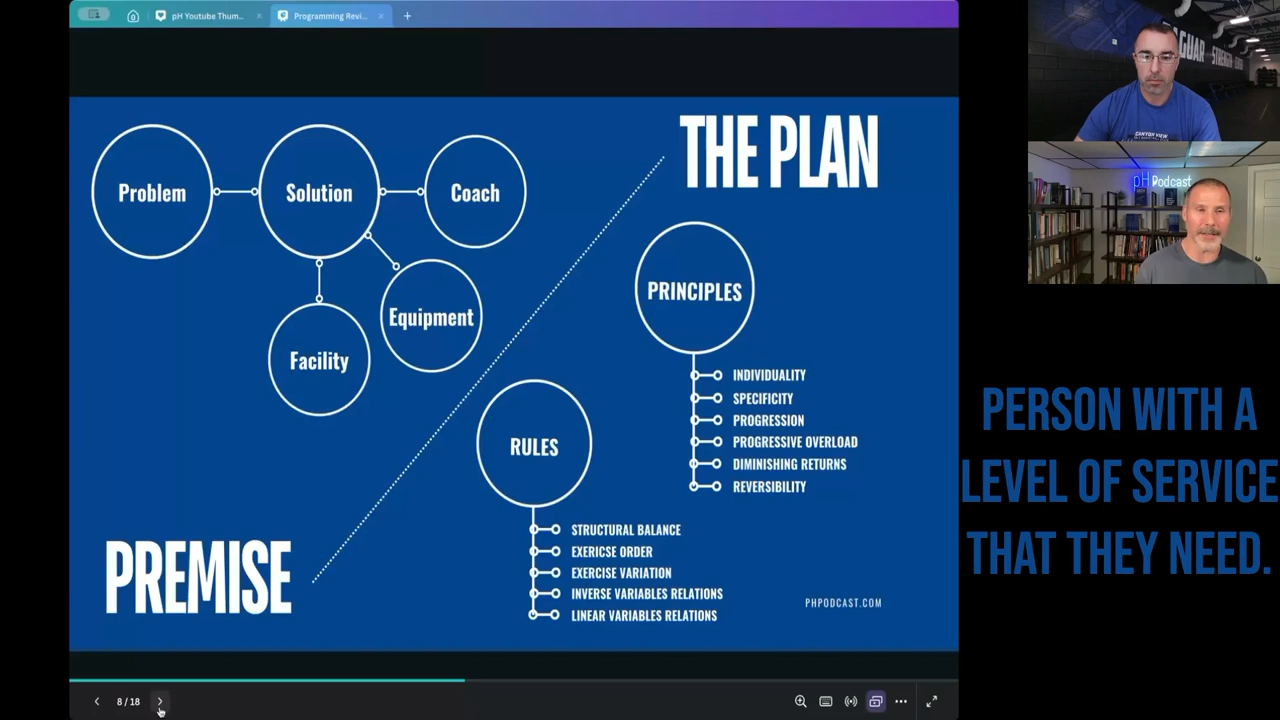 pH Youtube Thum...
Programming Revi...
THE PLAN
Problem
Solution
Coach
Equipment
Facility
PREMISE
PRINCIPLES
INDIVIDUALITY
SPECIFICITY
PROGRESSION
PROGRESSIVE OVERLOAD
DIMINISHING RETURNS
REVERSIBILITY
RULES
STRUCTURAL BALANCE
EXERICSE ORDER
EXERCISE VARIATION
INVERSE VARIABLES RELATIONS
LINEAR VARIABLES RELATIONS
PHPODCAST.COM
8 / 18
STRENGTH
CANYON VIEW
pH Podcast
PERSON WITH A
LEVEL OF SERVICE
THAT THEY NEED.